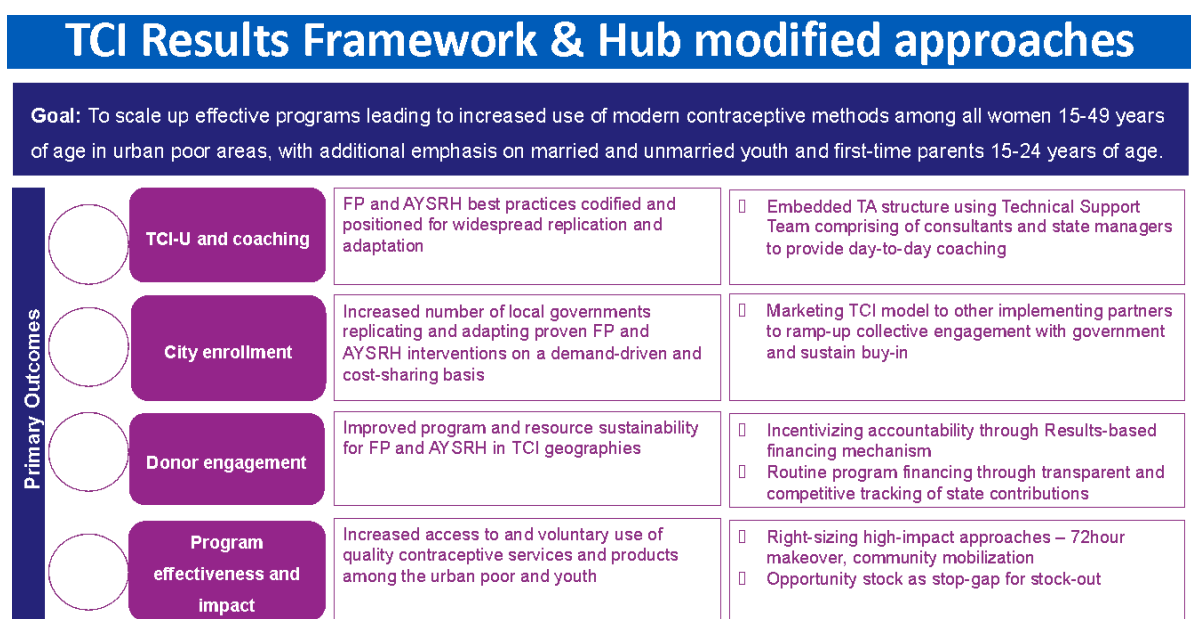 TCI Results Framework & Hub modified approaches
Goal: To scale up effective programs leading to increased use of modern contraceptive methods among all women 15-49 years
of age in urban poor areas, with additional emphasis on married and unmarried youth and first-time parents 15-24 years of age.
Primary Outcomes
TCI-U and coaching
FP and AYSRH best practices codified and
positioned for widespread replication and
adaptation
Embedded TA structure using Technical Support
Team comprising of consultants and state managers
to provide day-to-day coaching
City enrollment
Increased number of local governments
replicating and adapting proven FP and
AYSRH interventions on a demand-driven and
cost-sharing basis
Marketing TCI model to other implementing partners
to ramp-up collective engagement with government
and sustain buy-in
Donor engagement
Improved program and resource sustainability
for FP and AYSRH in TCI geographies
Incentivizing accountability through Results-based
financing mechanism
Routine program financing through transparent and
competitive tracking of state contributions
Program
effectiveness and
impact
Increased access to and voluntary use of
quality contraceptive services and products
among the urban poor and youth
Right-sizing high-impact approaches – 72hour
makeover, community mobilization
Opportunity stock as stop-gap for stock-out